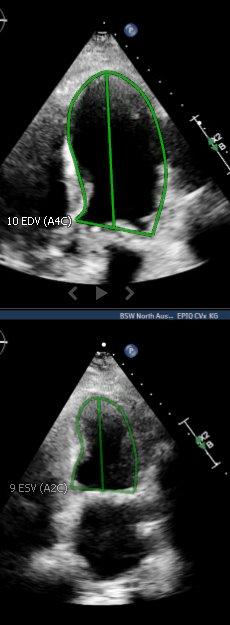 P
10 EDV (A4C)
BSW North Aus... EPIQ CVx KG
P
9 ESV (A2C)